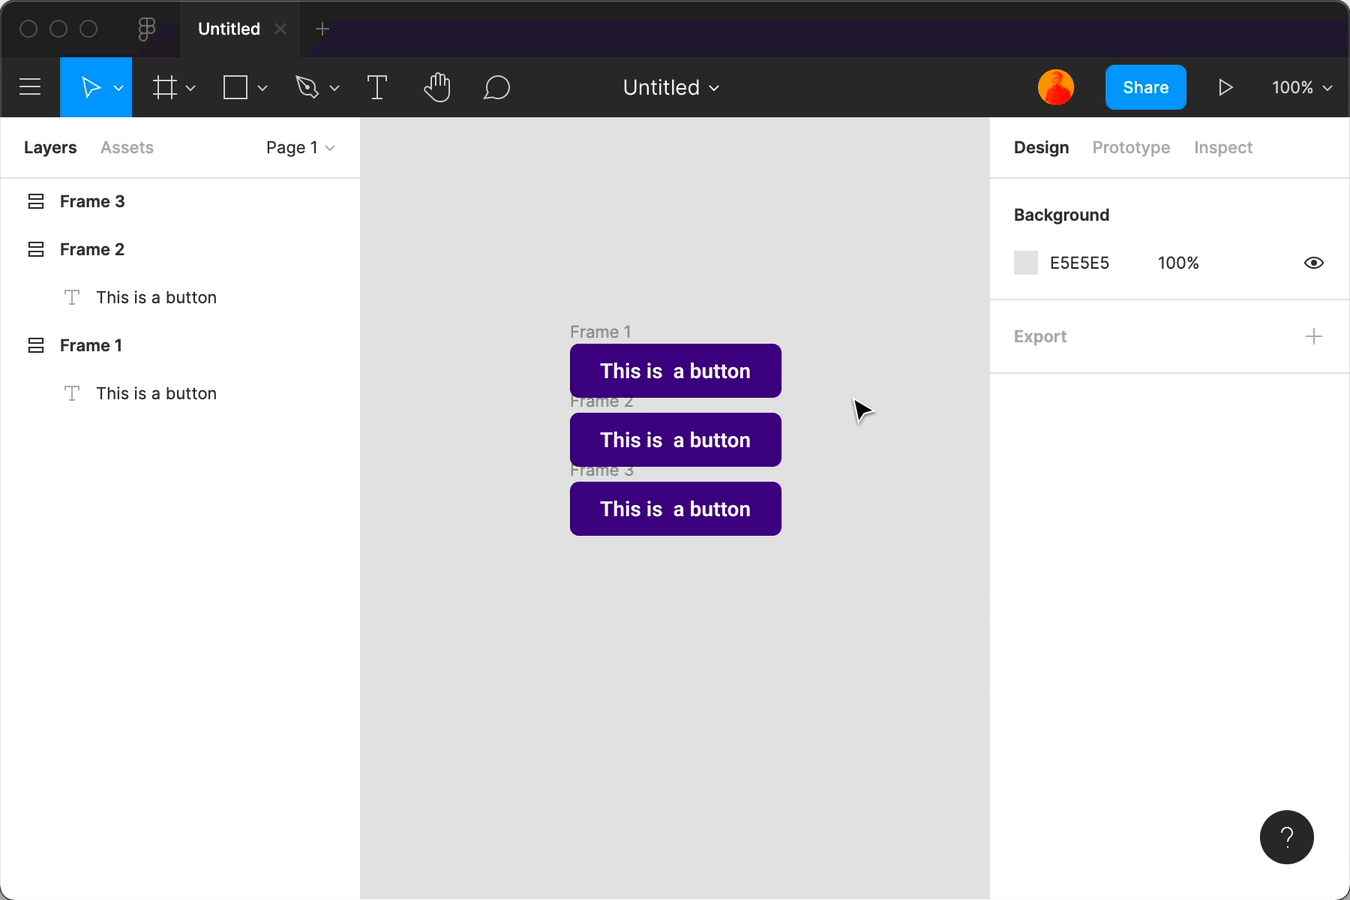 Untitled
Untitled
Share
100%
Layers Assets Page 1
Design Prototype Inspect
Frame 3
Frame 2
This is a button
Frame 1
This is a button
Frame 1
This is  a button
Frame 2
This is  a button
Frame 3
This is  a button
Background
E5E5E5 100%
Export
?